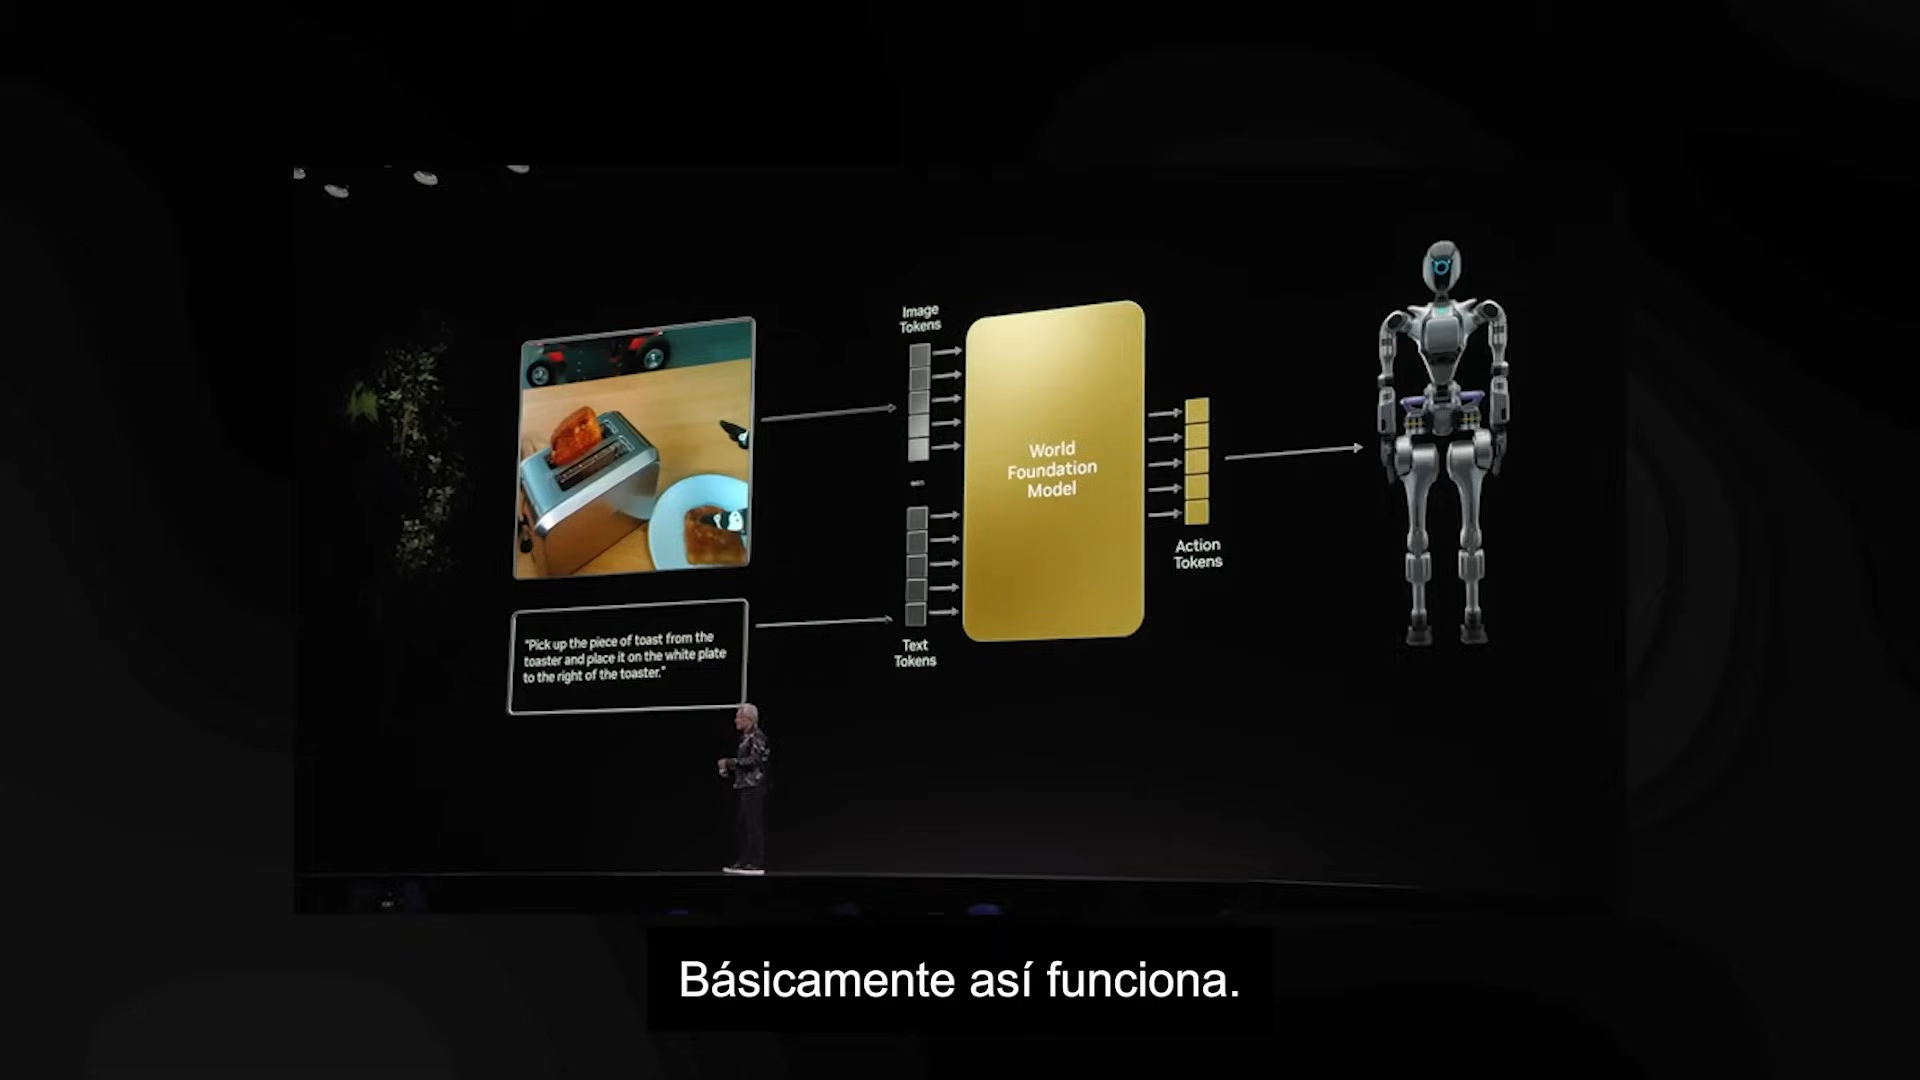 Image
Tokens
World
Foundation
Model
Action
Tokens
"Pick up the piece of toast from the
toaster and place it on the white plate
to the right of the toaster."
Text
Tokens
Básicamente así funciona.